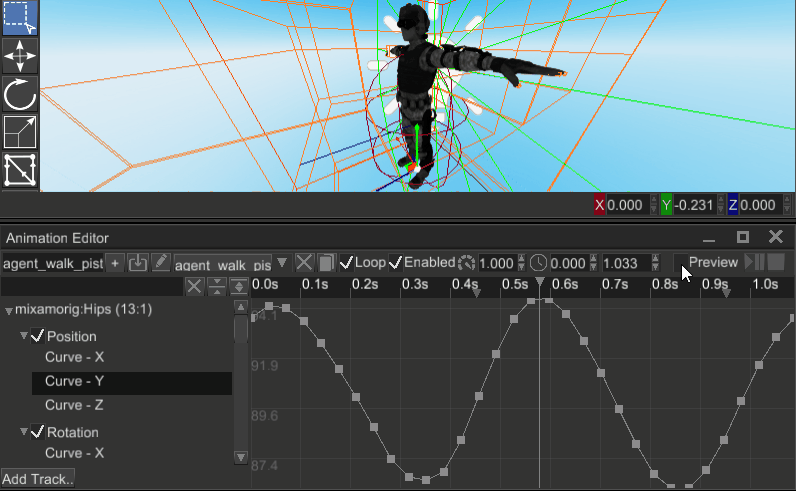 X 0.000 Y -0.231 Z 0.000
Animation Editor
agent_walk_pist + agent_walk_pis Loop Enabled 1.000 0.000 1.033 Preview
0.0s 0.1s 0.2s 0.3s 0.4s 0.5s 0.6s 0.7s 0.8s 0.9s 1.0s
mixamorig:Hips (13:1)
94.1
Position
Curve - X
91.9
Curve - Y
Curve - Z
89.6
Rotation
Curve - X
87.4
Add Track..